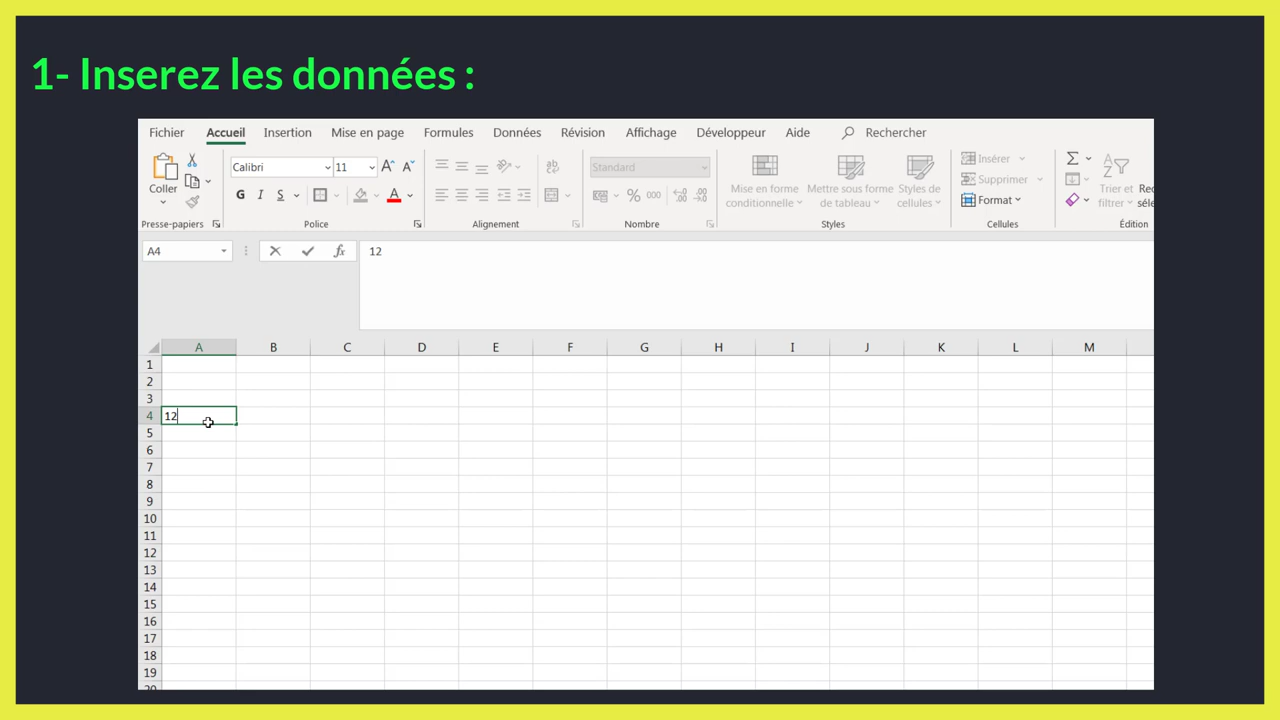 1- Inserez les données :
Fichier Accueil Insertion Mise en page Formules Données Révision Affichage Développeur Aide Rechercher
Calibri 11 Standard Insérer Σ
Coller Mise en forme Mettre sous forme Styles de Supprimer Trier et Rec
G I S % 000 conditionnelle de tableau cellules Format filtrer séle
Presse-papiers Police Alignement Nombre Styles Cellules Édition
A4 fx 12
A B C D E F G H I J K L M
1
2
3
4 12
5
6
7
8
9
10
11
12
13
14
15
16
17
18
19
20